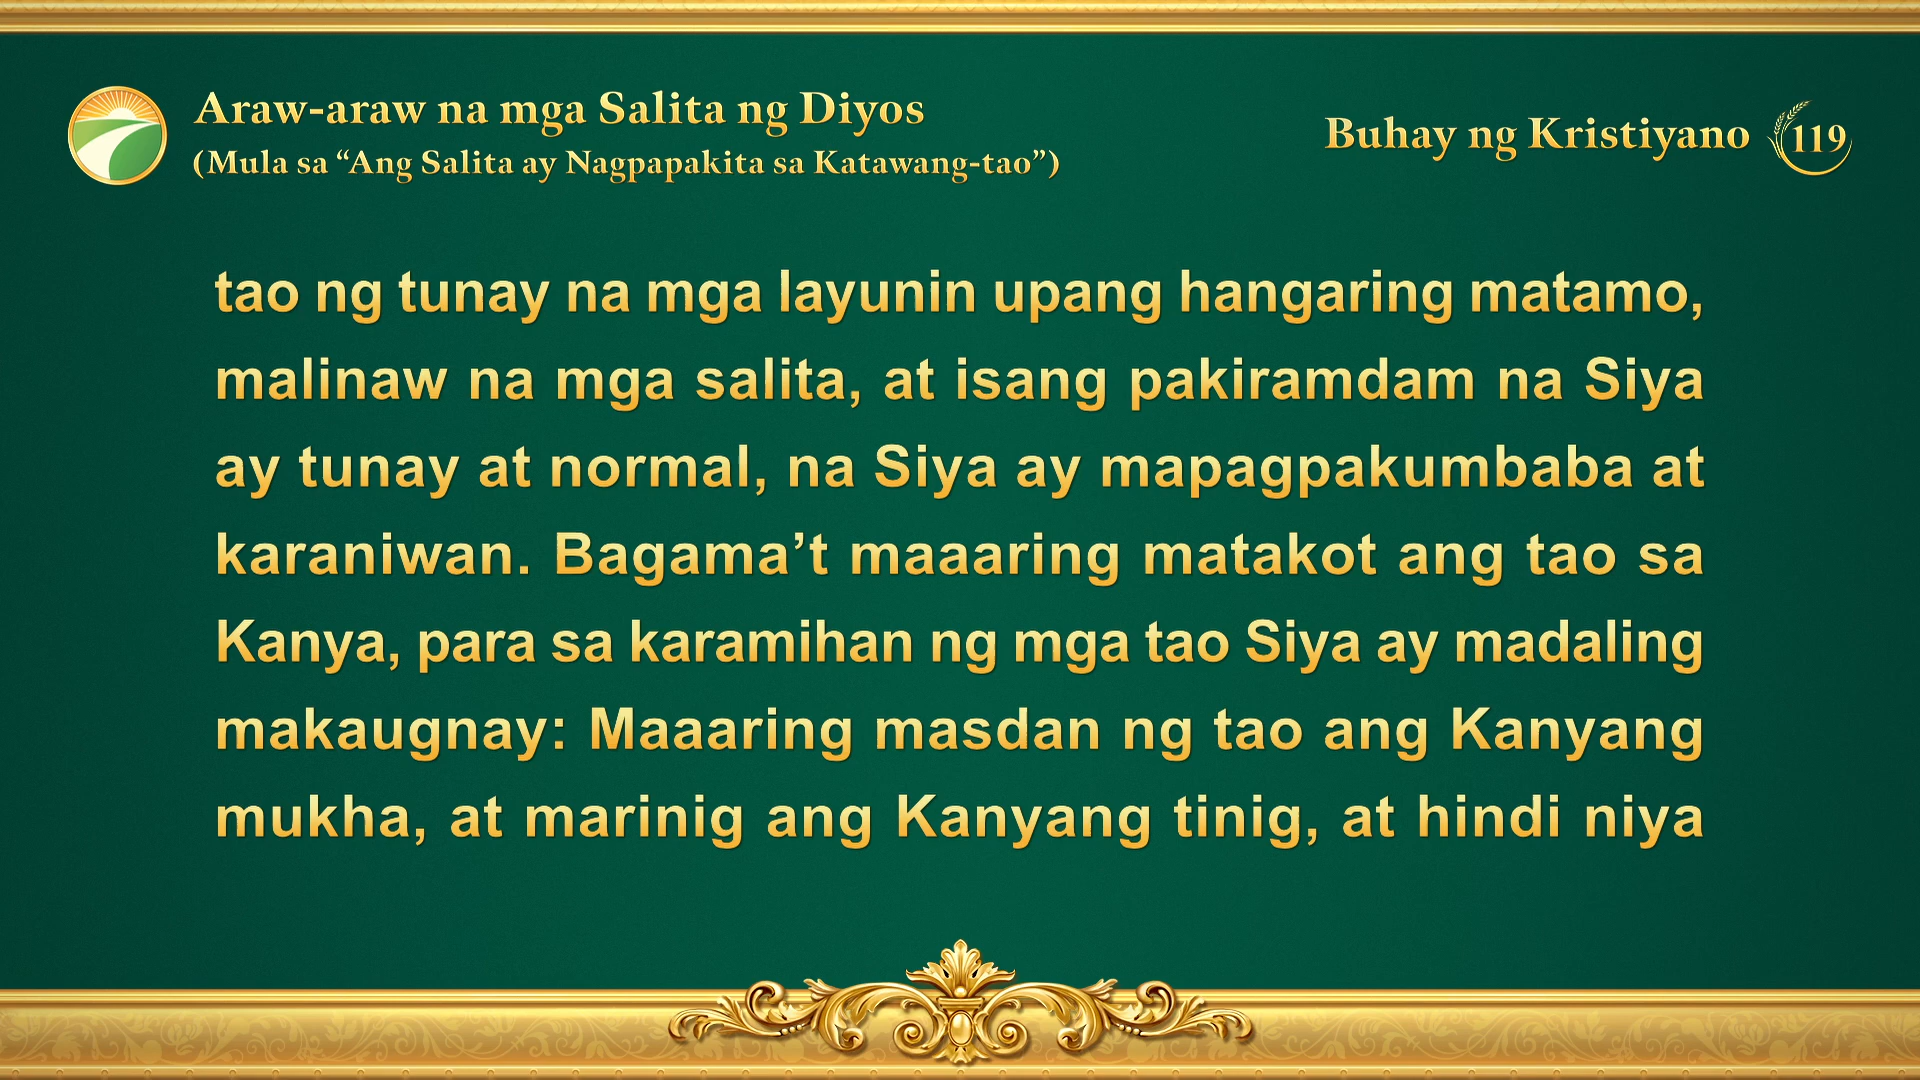 Araw-araw na mga Salita ng Diyos
(Mula sa “Ang Salita ay Nagpapakita sa Katawang-tao”)
Buhay ng Kristiyano 119
tao ng tunay na mga layunin upang hangaring matamo,
malinaw na mga salita, at isang pakiramdam na Siya
ay tunay at normal, na Siya ay mapagpakumbaba at
karaniwan. Bagama’t maaaring matakot ang tao sa
Kanya, para sa karamihan ng mga tao Siya ay madaling
makaugnay: Maaaring masdan ng tao ang Kanyang
mukha, at marinig ang Kanyang tinig, at hindi niya